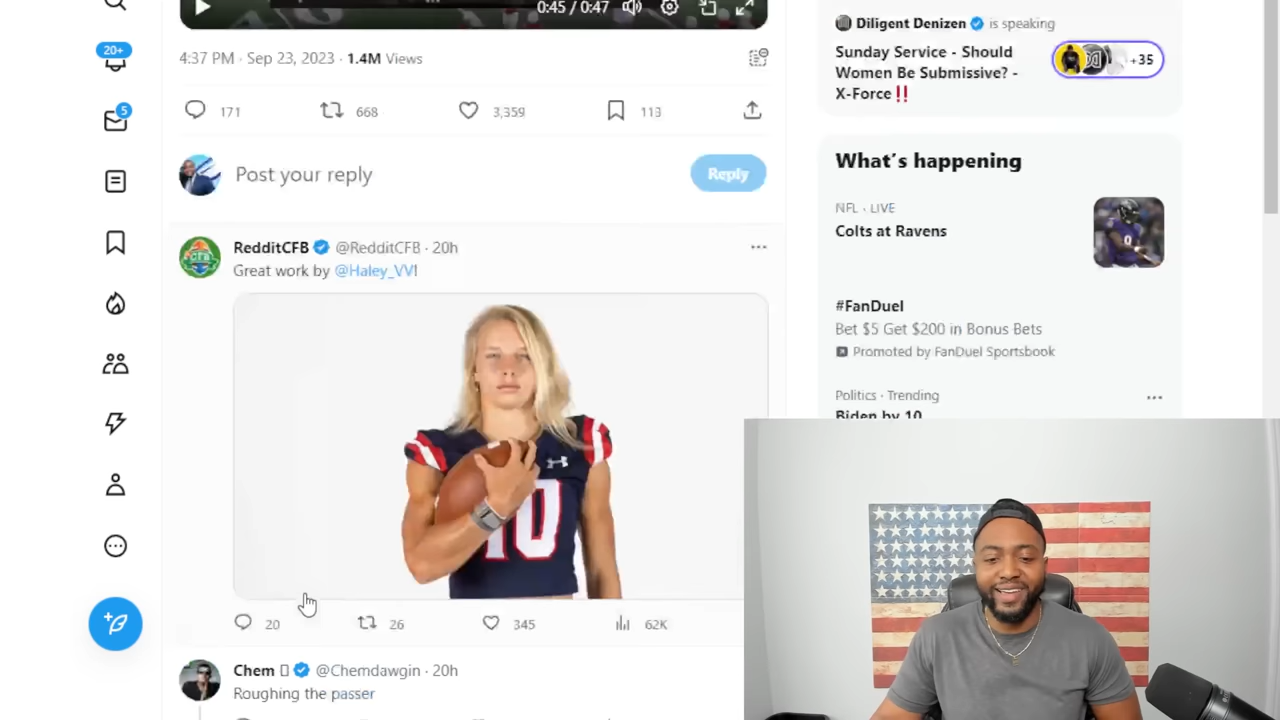 0:45 / 0:47
4:37 PM · Sep 23, 2023 · 1.4M Views
171
668
3,359
113
Post your reply
Reply
RedditCFB @RedditCFB · 20h
Great work by @Haley_VV!
10
20
26
345
62K
Chem @Chemdawgin · 20h
Roughing the passer
20+
5
Diligent Denizen is speaking
Sunday Service - Should
Women Be Submissive? -
X-Force‼️
+35
What's happening
NFL · LIVE
Colts at Ravens
#FanDuel
Bet $5 Get $200 in Bonus Bets
Promoted by FanDuel Sportsbook
Politics · Trending
Biden by 10